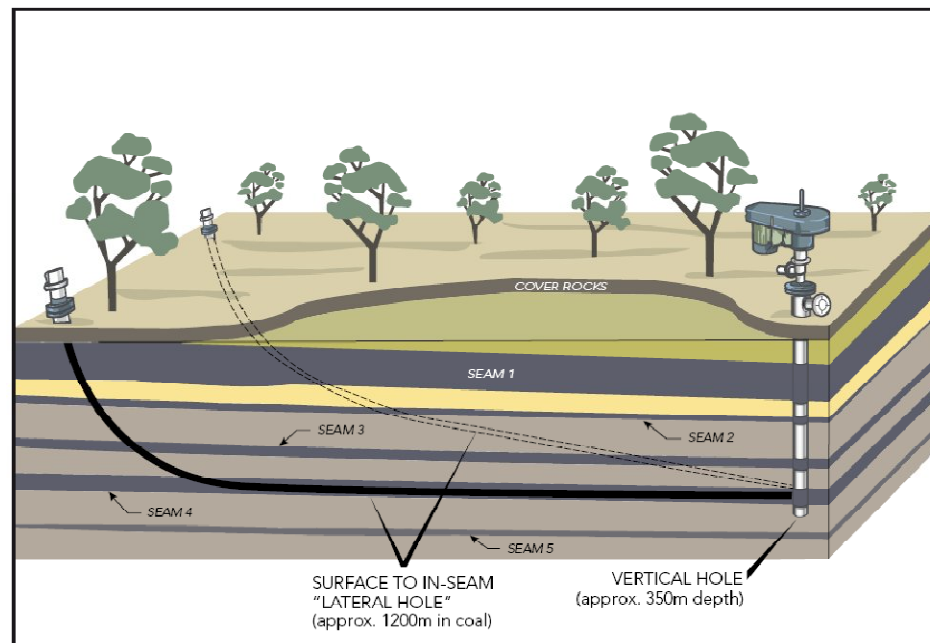 COVER ROCKS
SEAM 1
SEAM 3
SEAM 2
SEAM 4
SEAM 5
SURFACE TO IN-SEAM
"LATERAL HOLE"
(approx. 1200m in coal)
VERTICAL HOLE
(approx. 350m depth)